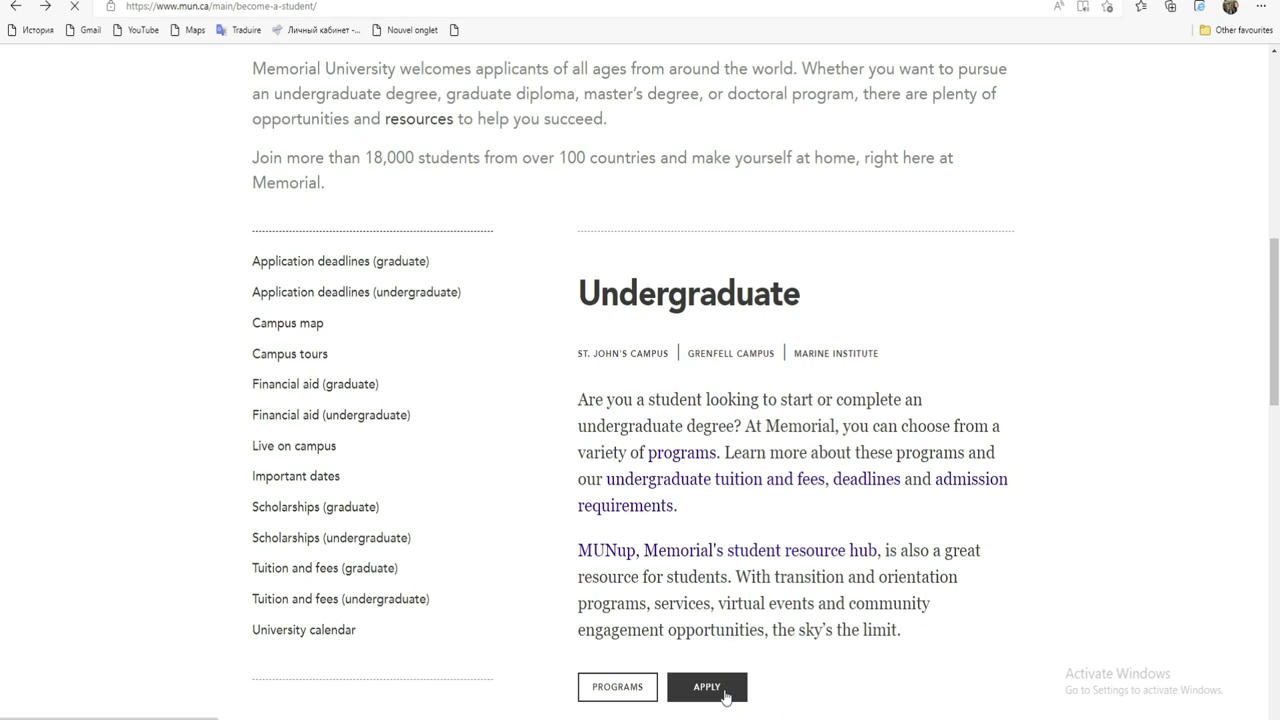 https://www.mun.ca/main/become-a-student/
История Gmail YouTube Maps Traduire Личный кабинет -... Nouvel onglet Other favourites
Memorial University welcomes applicants of all ages from around the world. Whether you want to pursue
an undergraduate degree, graduate diploma, master's degree, or doctoral program, there are plenty of
opportunities and resources to help you succeed.
Join more than 18,000 students from over 100 countries and make yourself at home, right here at
Memorial.
Application deadlines (graduate)
Application deadlines (undergraduate)
Campus map
Campus tours
Financial aid (graduate)
Financial aid (undergraduate)
Live on campus
Important dates
Scholarships (graduate)
Scholarships (undergraduate)
Tuition and fees (graduate)
Tuition and fees (undergraduate)
University calendar
Undergraduate
ST. JOHN'S CAMPUS | GRENFELL CAMPUS | MARINE INSTITUTE
Are you a student looking to start or complete an
undergraduate degree? At Memorial, you can choose from a
variety of programs. Learn more about these programs and
our undergraduate tuition and fees, deadlines and admission
requirements.
MUNup, Memorial's student resource hub, is also a great
resource for students. With transition and orientation
programs, services, virtual events and community
engagement opportunities, the sky's the limit.
PROGRAMS APPLY
Activate Windows
Go to Settings to activate Windows.